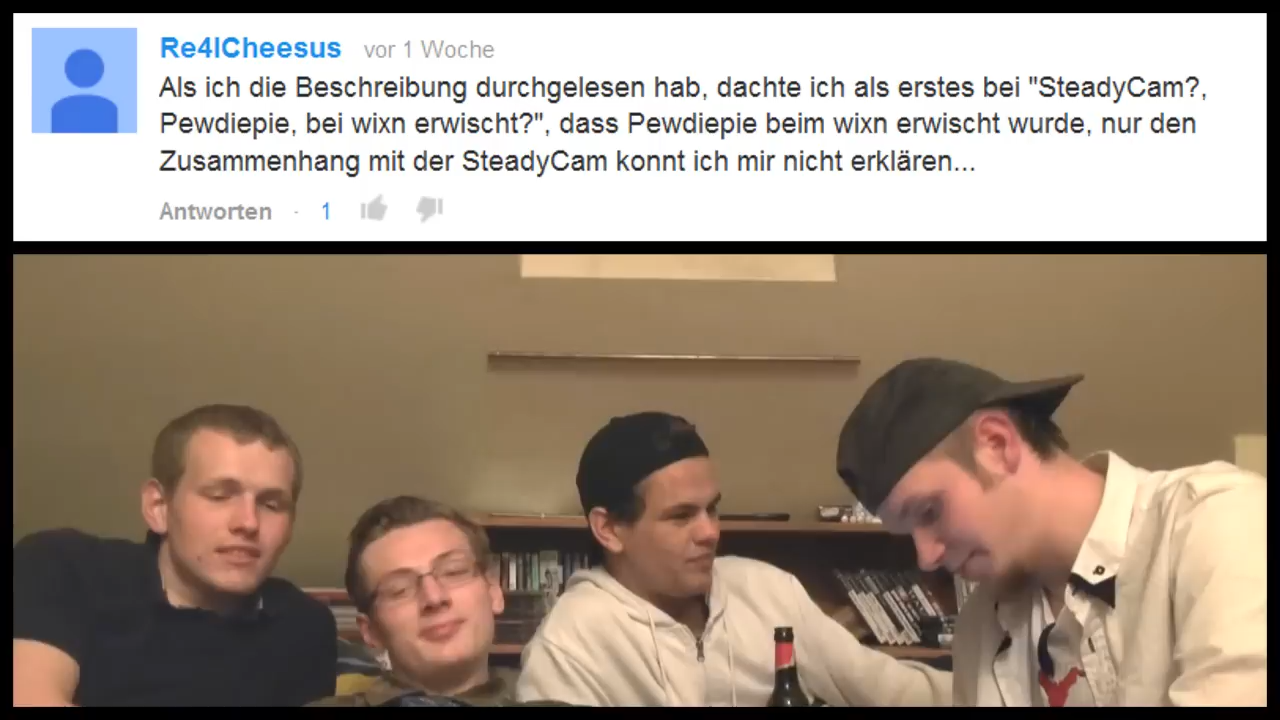 Re4lCheesus vor 1 Woche
Als ich die Beschreibung durchgelesen hab, dachte ich als erstes bei "SteadyCam?,
Pewdiepie, bei wixn erwischt?", dass Pewdiepie beim wixn erwischt wurde, nur den
Zusammenhang mit der SteadyCam konnt ich mir nicht erklären...
Antworten · 1